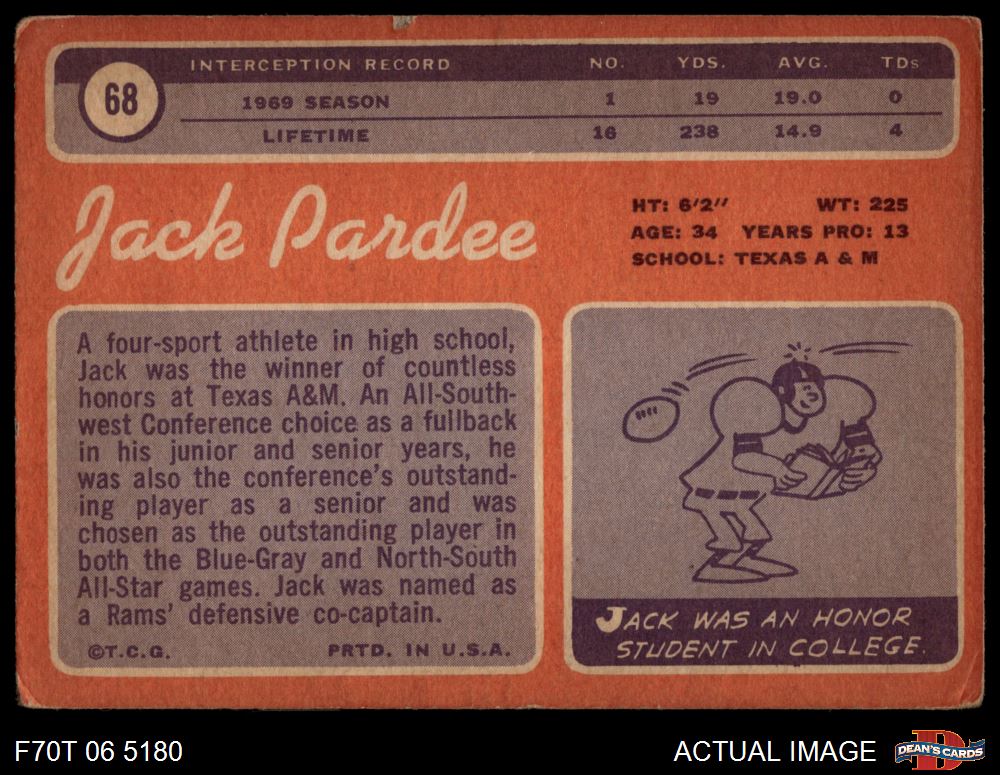 68
INTERCEPTION RECORD NO. YDS. AVG. TDs
1969 SEASON 1 19 19.0 0
LIFETIME 16 238 14.9 4
Jack Pardee
HT: 6'2" WT: 225
AGE: 34 YEARS PRO: 13
SCHOOL: TEXAS A & M
A four-sport athlete in high school,
Jack was the winner of countless
honors at Texas A&M. An All-South-
west Conference choice as a fullback
in his junior and senior years, he
was also the conference's outstand-
ing player as a senior and was
chosen as the outstanding player in
both the Blue-Gray and North-South
All-Star games. Jack was named as
a Rams' defensive co-captain.
©T.C.G. PRTD. IN U.S.A.
JACK WAS AN HONOR
STUDENT IN COLLEGE.
F70T 06 5180
ACTUAL IMAGE
D
DEAN'S CARDS